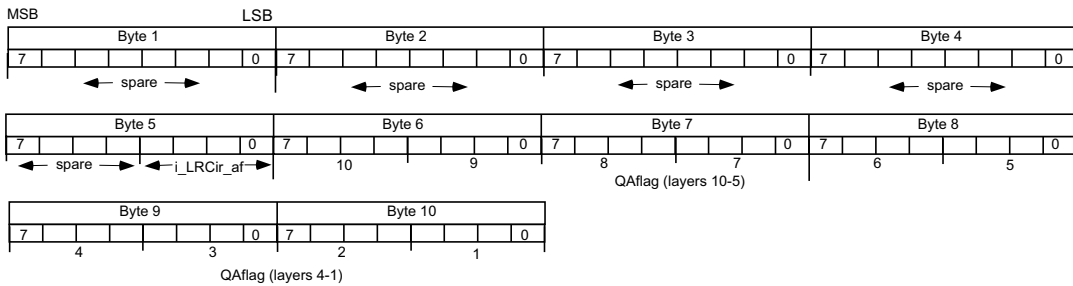 MSB LSB
Byte 1 Byte 2 Byte 3 Byte 4
7 0 7 0 7 0 7 0
spare spare spare spare
Byte 5 Byte 6 Byte 7 Byte 8
7 0 7 0 7 0 7 0
spare i_LRCir_af 10 9 8 7 6 5
QAflag (layers 10-5)
Byte 9 Byte 10
7 0 7 0
4 3 2 1
QAflag (layers 4-1)